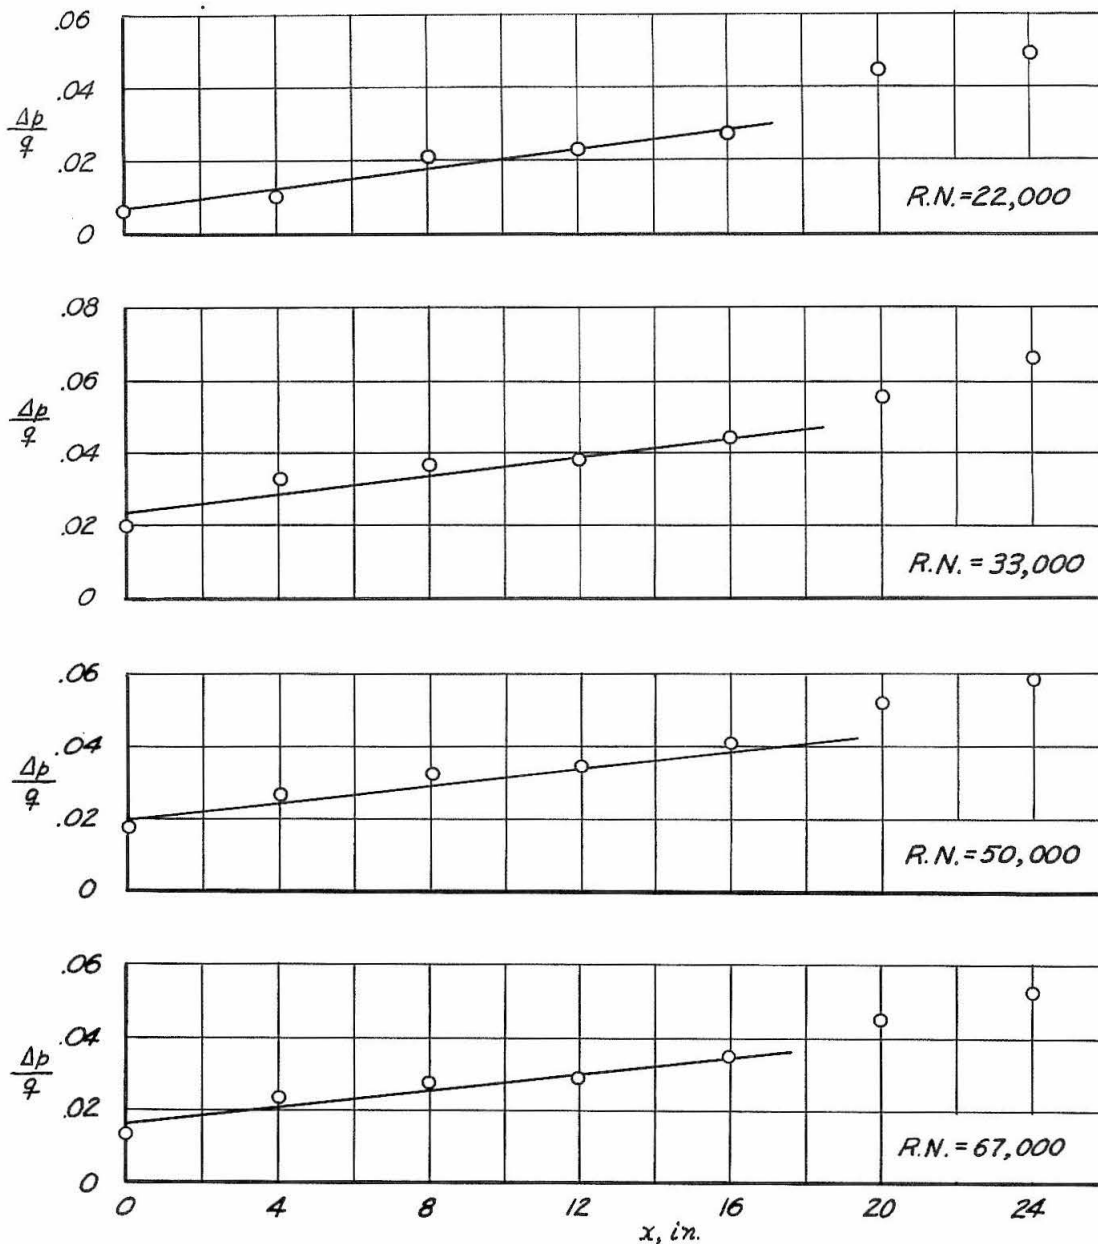 .06
.04
Δp
q
.02
0
R.N.=22,000
.08
.06
Δp
q
.04
.02
0
R.N.=33,000
.06
.04
Δp
q
.02
0
R.N.=50,000
.06
.04
Δp
q
.02
0
R.N.=67,000
0 4 8 12 16 20 24
x, in.